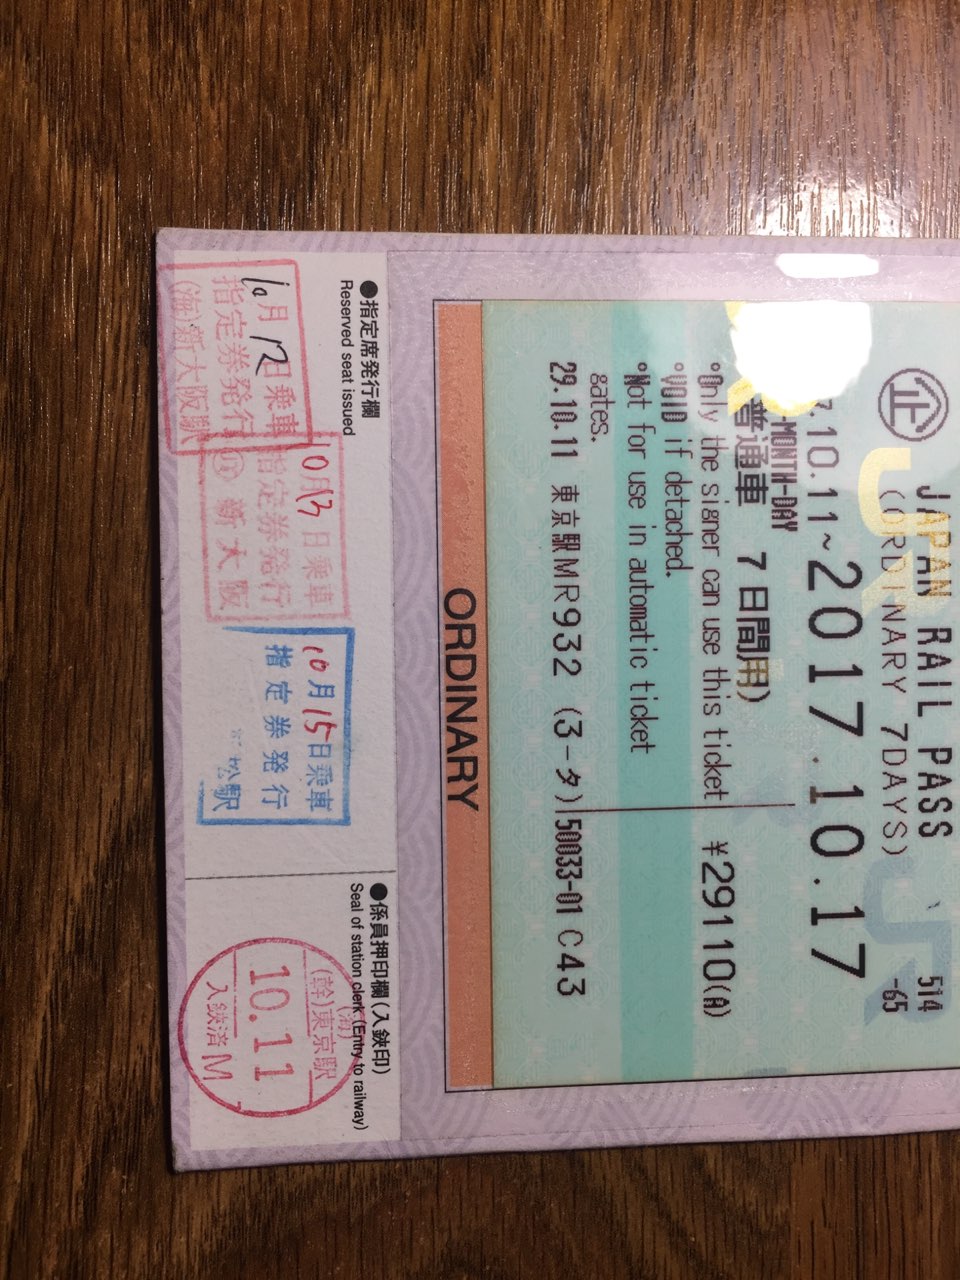 JAPAN RAIL PASS 514
(ORDINARY 7DAYS) -65
企
.10.11~2017.10.17
-MONTH-DAY
普通車 7日間用) ¥29110(A)
°Only the signer can use this ticket
°VOID if detached.
°Not for use in automatic ticket
gates.
29.10.11 東京駅MR932 (3-タ)50033-01 C43
ORDINARY
●指定席発行欄
Reserved seat issued
10月12日乗車
指定券発行
(海)新大阪駅
10月13日乗車
指定券発行
新大阪
10月15日乗車
指定券発行
松駅
●係員押印欄(入鋏印)
Seal of station clerk (Entry to railway)
(海)
(幹)東京駅
10.11
入鋏済 M